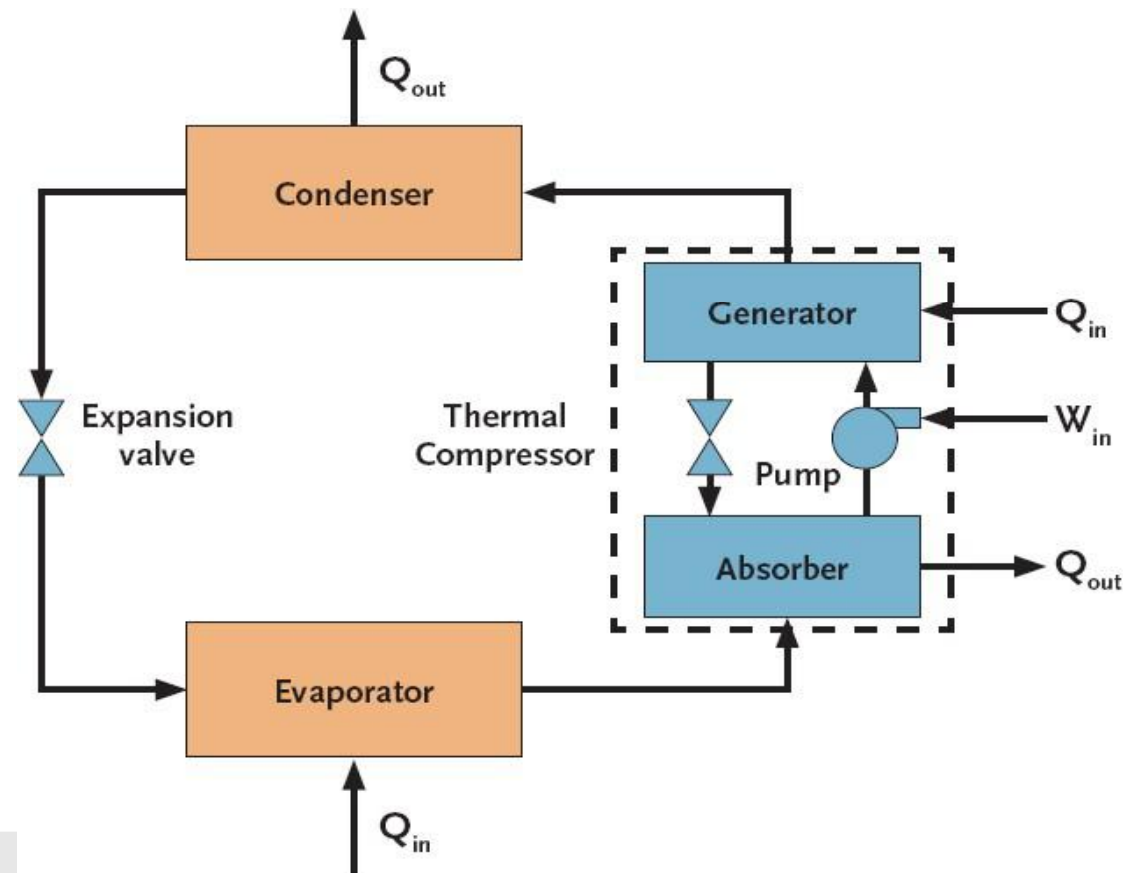 Qout
Condenser
Generator
Qin
Expansion
valve
Thermal
Compressor
Win
Pump
Absorber
Qout
Evaporator
Qin